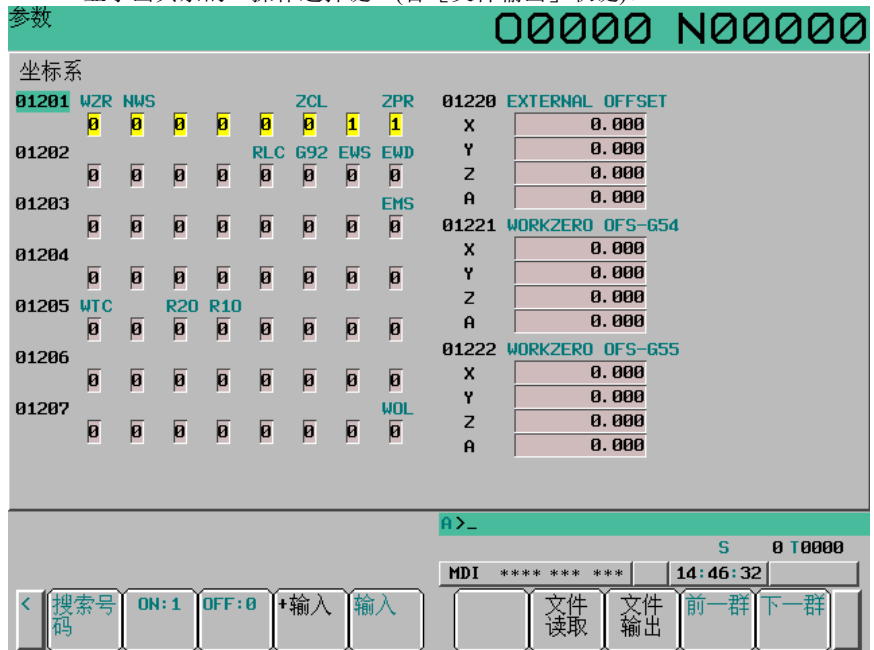 参数
O0000 N00000
坐标系
01201 WZR NWS ZCL ZPR
0 0 0 0 0 0 1 1
01202 RLC G92 EWS EWD
0 0 0 0 0 0 0 0
01203 EMS
0 0 0 0 0 0 0 0
01204
0 0 0 0 0 0 0 0
01205 WTC R2O R1O
0 0 0 0 0 0 0 0
01206
0 0 0 0 0 0 0 0
01207 WOL
0 0 0 0 0 0 0 0
01220 EXTERNAL OFFSET
X 0.000
Y 0.000
Z 0.000
A 0.000
01221 WORKZERO OFS-G54
X 0.000
Y 0.000
Z 0.000
A 0.000
01222 WORKZERO OFS-G55
X 0.000
Y 0.000
Z 0.000
A 0.000
A>_
S 0 T0000
MDI **** *** *** 14:46:32
< 搜索号码 ON:1 OFF:0 +输入 输入 文件读取 文件输出 前一群 下一群